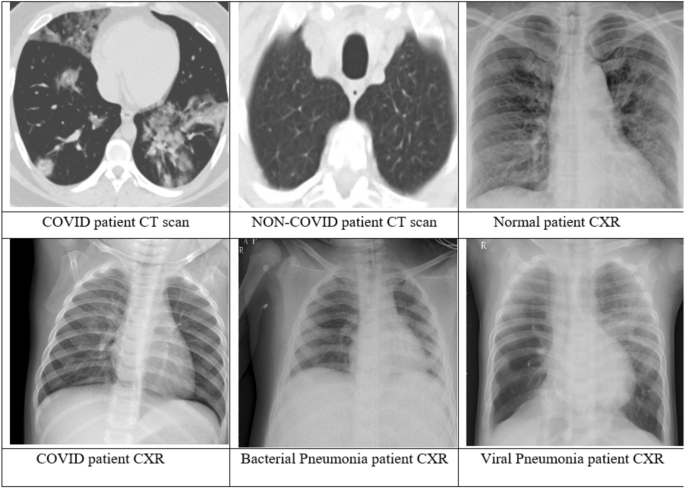 COVID patient CT scan
NON-COVID patient CT scan
Normal patient CXR
A P
R
R
COVID patient CXR
Bacterial Pneumonia patient CXR
Viral Pneumonia patient CXR